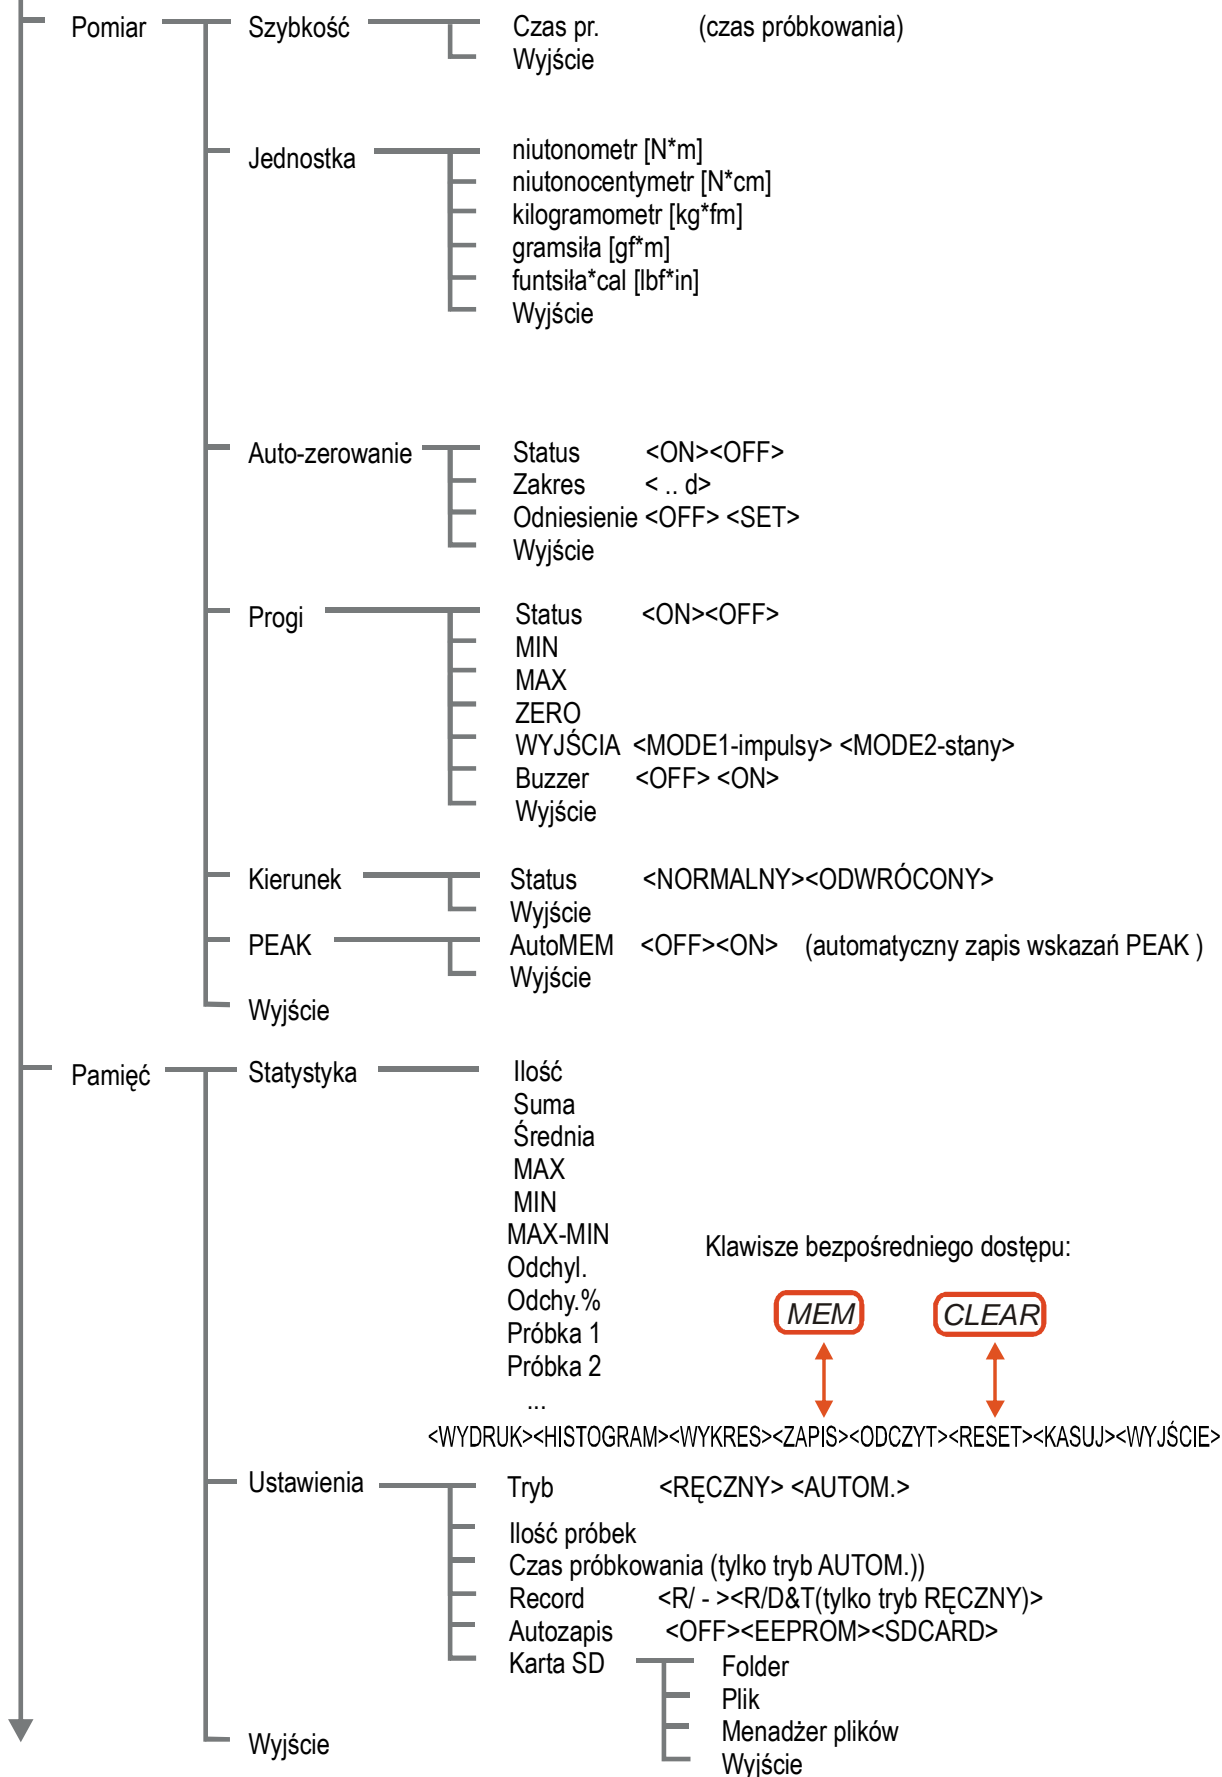 Pomiar Szybkość Czas pr. (czas próbkowania)
Wyjście
Jednostka niutonometr [N*m]
niutonocentymetr [N*cm]
kilogramometr [kg*fm]
gramsiła [gf*m]
funtsiła*cal [lbf*in]
Wyjście
Auto-zerowanie Status <ON><OFF>
Zakres < .. d>
Odniesienie <OFF> <SET>
Wyjście
Progi Status <ON><OFF>
MIN
MAX
ZERO
WYJŚCIA <MODE1-impulsy> <MODE2-stany>
Buzzer <OFF> <ON>
Wyjście
Kierunek Status <NORMALNY><ODWRÓCONY>
Wyjście
PEAK AutoMEM <OFF><ON> (automatyczny zapis wskazań PEAK )
Wyjście
Wyjście
Pamięć Statystyka Ilość
Suma
Średnia
MAX
MIN
MAX-MIN
Klawisze bezpośredniego dostępu:
Odchyl.
Odchy.%
MEM CLEAR
Próbka 1
Próbka 2
...
<WYDRUK><HISTOGRAM><WYKRES><ZAPIS><ODCZYT><RESET><KASUJ><WYJŚCIE>
Ustawienia Tryb <RĘCZNY> <AUTOM.>
Ilość próbek
Czas próbkowania (tylko tryb AUTOM.))
Record <R/ - ><R/D&T(tylko tryb RĘCZNY)>
Autozapis <OFF><EEPROM><SDCARD>
Karta SD Folder
Plik
Menadżer plików
Wyjście Wyjście